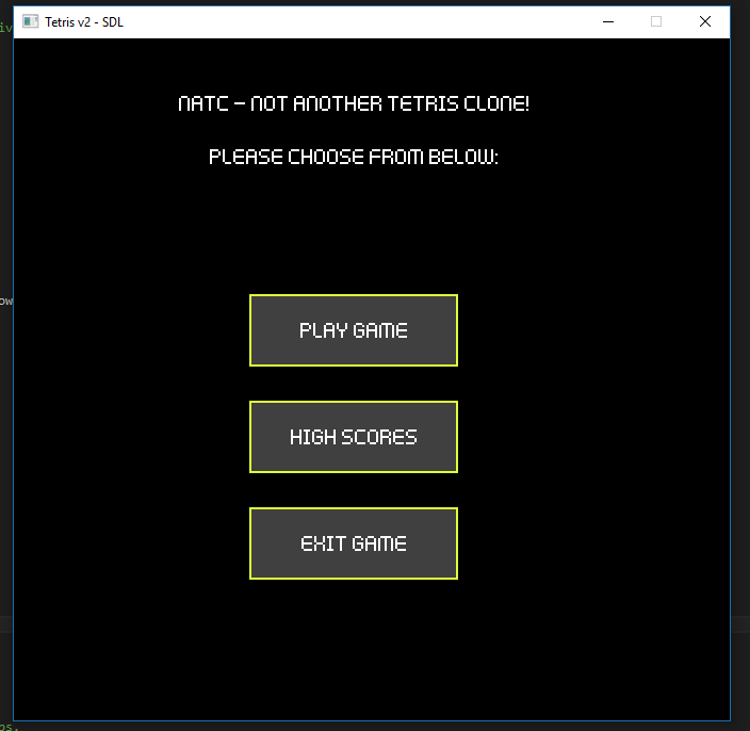 Tetris v2 - SDL
NATC - NOT ANOTHER TETRIS CLONE!
PLEASE CHOOSE FROM BELOW:
PLAY GAME
HIGH SCORES
EXIT GAME